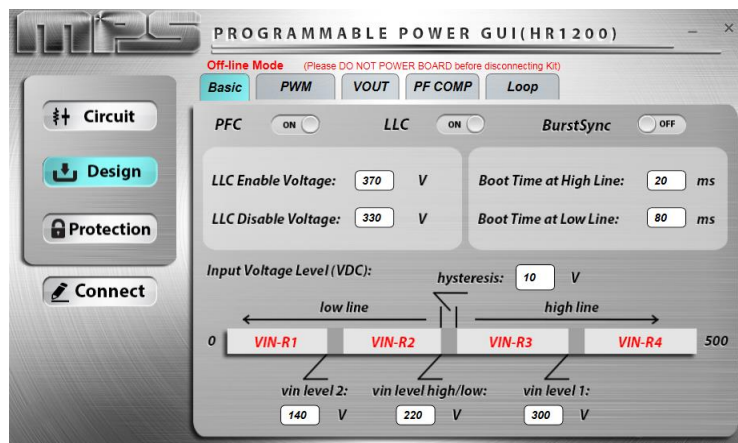 mps
PROGRAMMABLE POWER GUI(HR1200)
Off-line Mode (Please DO NOT POWER BOARD before disconnecting Kit)
Basic PWM VOUT PF COMP Loop
Circuit
Design
Protection
Connect
PFC ON LLC ON BurstSync OFF
LLC Enable Voltage: 370 V
LLC Disable Voltage: 330 V
Boot Time at High Line: 20 ms
Boot Time at Low Line: 80 ms
Input Voltage Level (VDC):
hysteresis: 10 V
low line high line
0 VIN-R1 VIN-R2 VIN-R3 VIN-R4 500
vin level 2: vin level high/low: vin level 1:
140 V 220 V 300 V